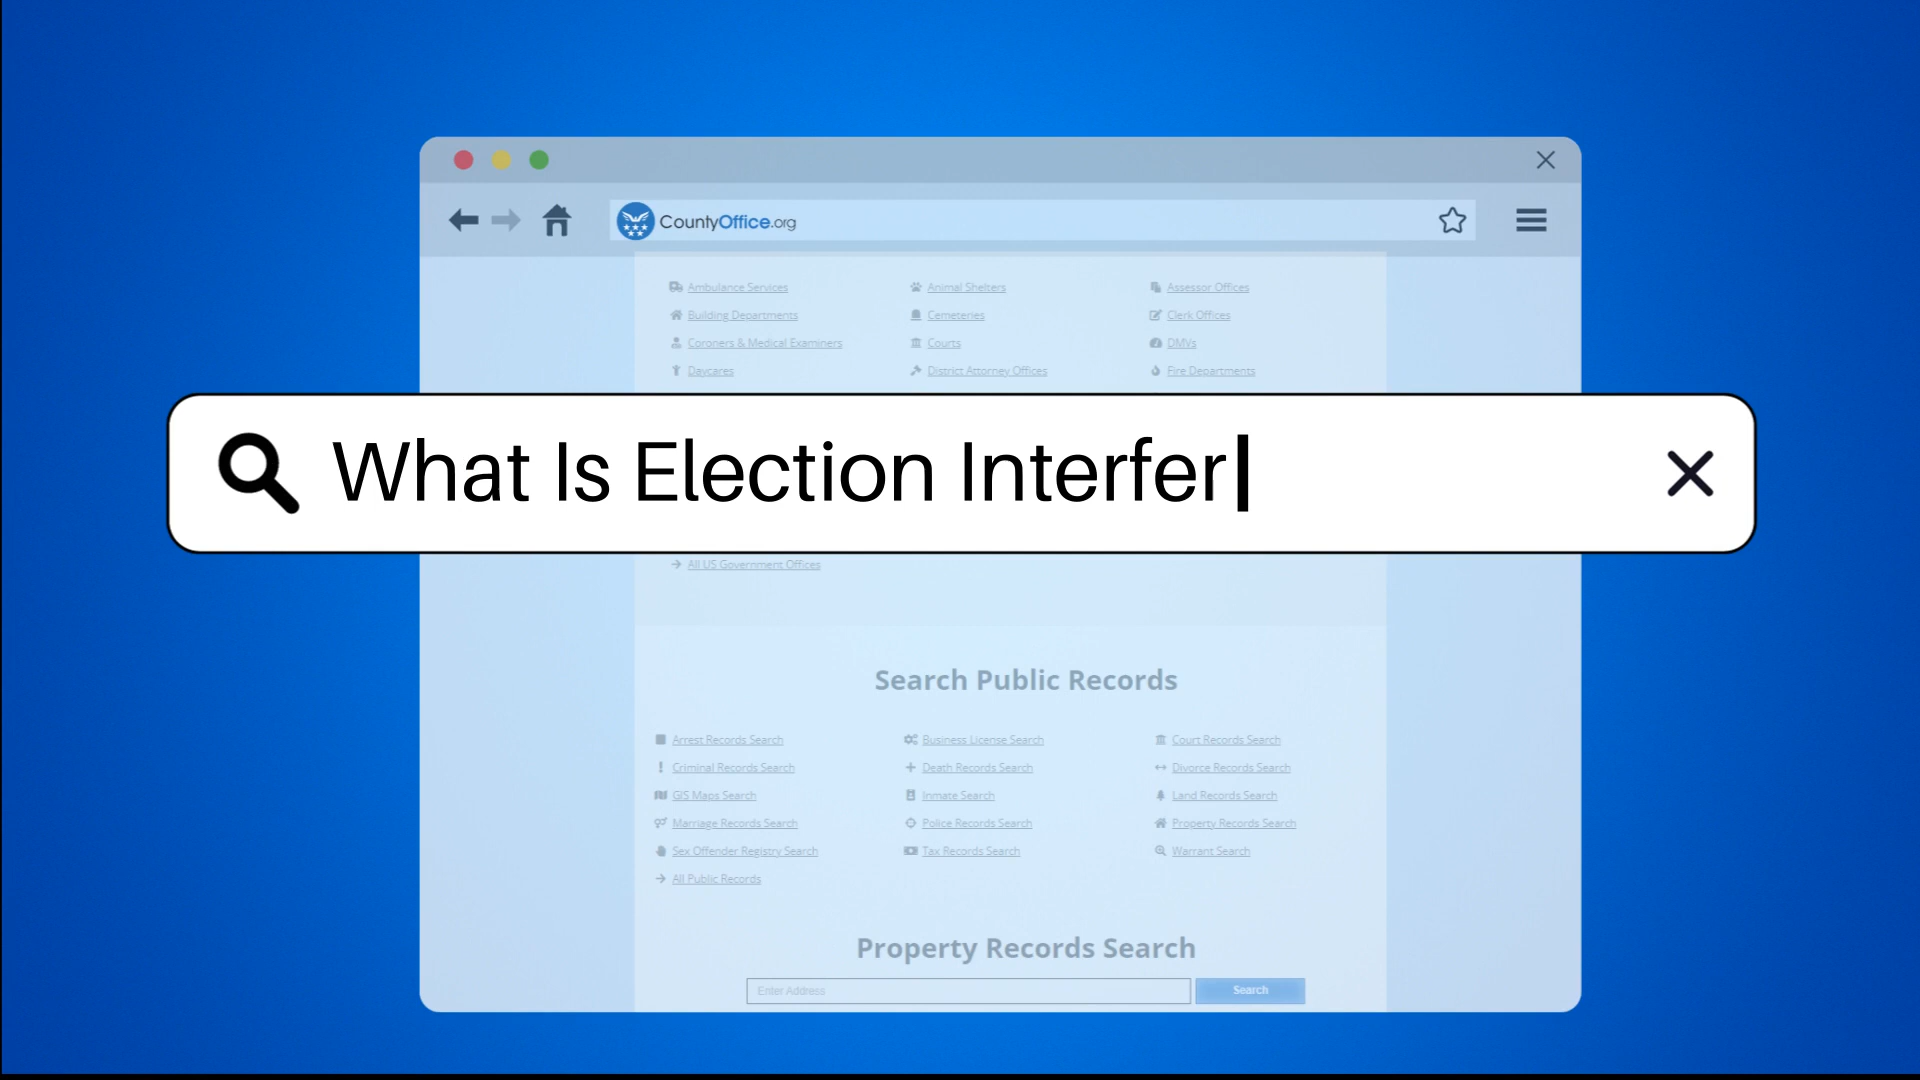 CountyOffice.org
Ambulance Services Animal Shelters Assessor Offices
Building Departments Cemeteries Clerk Offices
Coroners & Medical Examiners Courts DMVs
Daycares District Attorney Offices Fire Departments
What Is Election Interfer
All US Government Offices
Search Public Records
Arrest Records Search Business License Search Court Records Search
Criminal Records Search Death Records Search Divorce Records Search
GIS Maps Search Inmate Search Land Records Search
Marriage Records Search Police Records Search Property Records Search
Sex Offender Registry Search Tax Records Search Warrant Search
All Public Records
Property Records Search
Enter Address Search